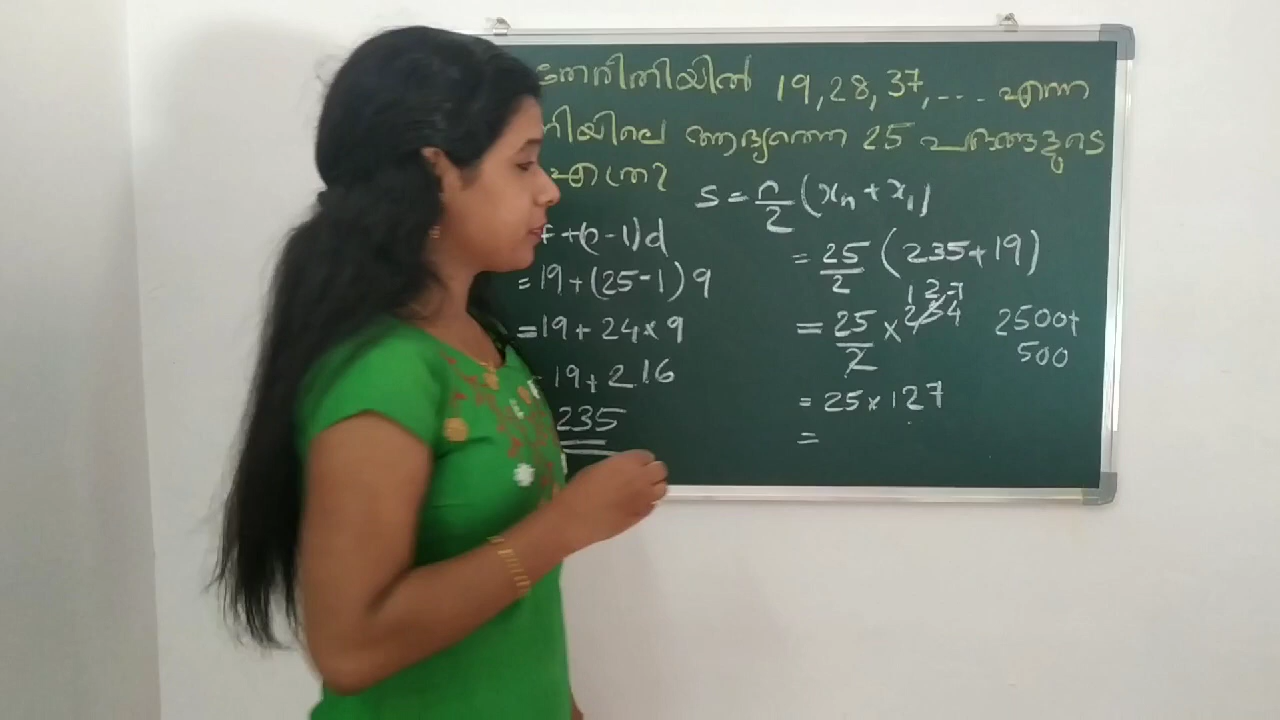 തേനിതിയിൽ 19, 28, 37, ... എന്ന
ആദ്യത്തെ 25 പദങ്ങളുടെ
എത്ര?
f + (n-1)d
= 19 + (25-1) 9
= 19 + 24 × 9
19 + 216
235
S = n/2 (xₙ + x₁)
= 25/2 (235 + 19)
= 25/2 × 254 127
= 25 × 127
=
2500+
500